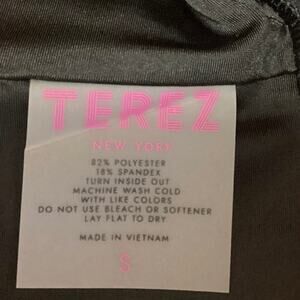 TEREZ
NEW YORK
82% POLYESTER
18% SPANDEX
TURN INSIDE OUT
MACHINE WASH COLD
WITH LIKE COLORS
DO NOT USE BLEACH OR SOFTENER
LAY FLAT TO DRY
MADE IN VIETNAM
S